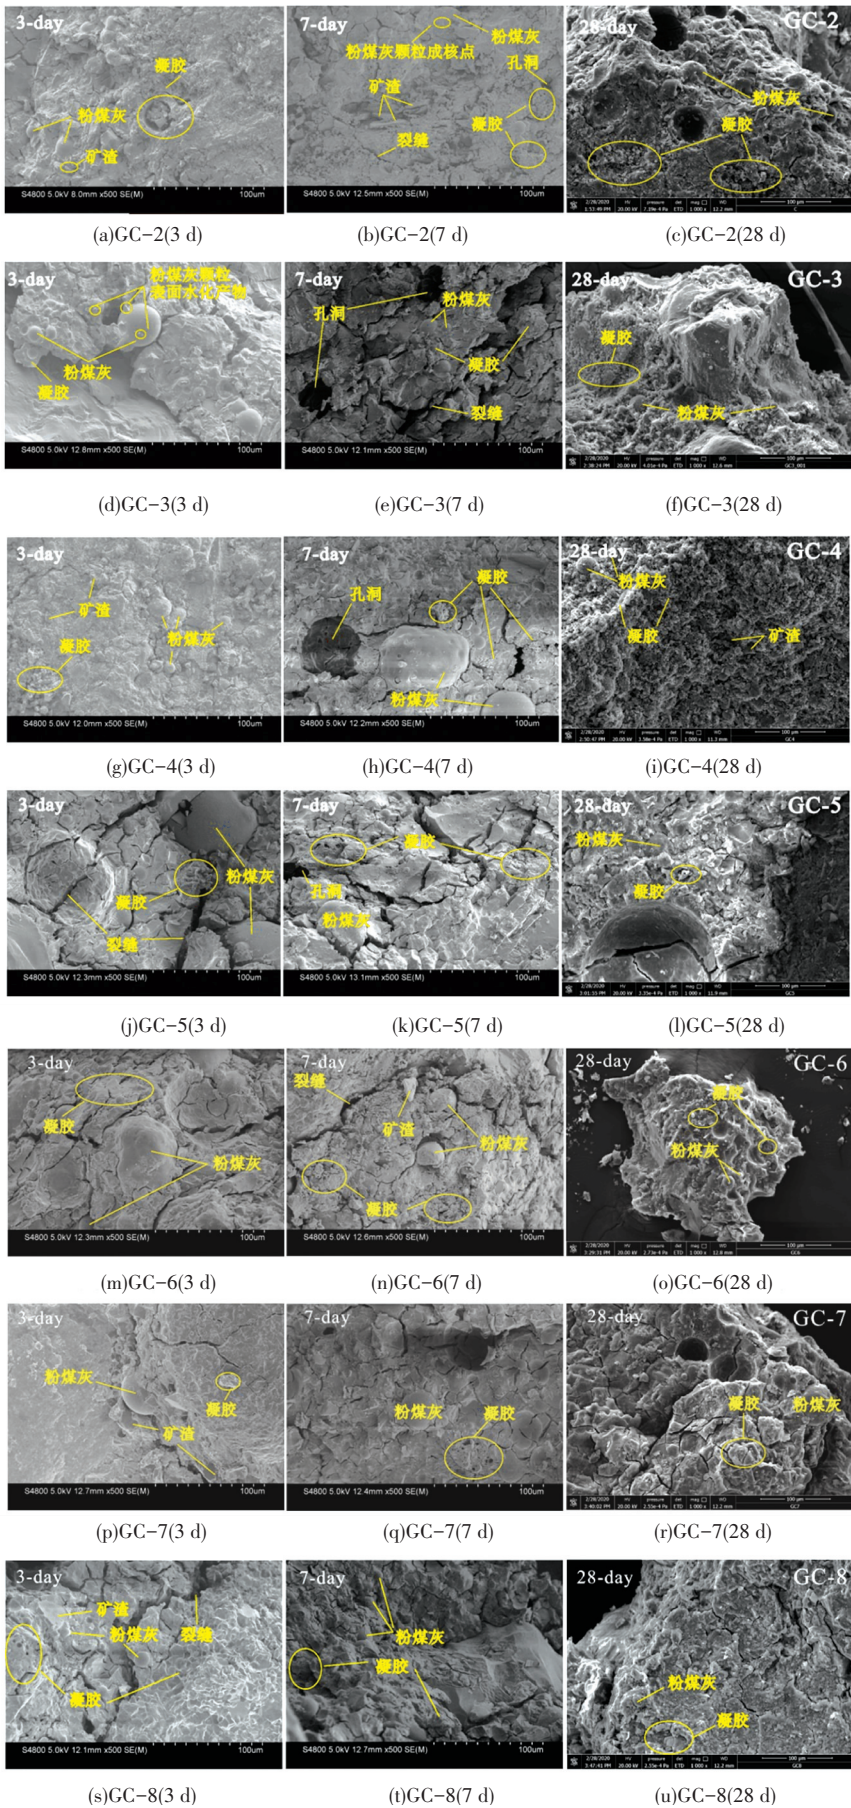 3-day
凝胶
粉煤灰
矿渣
S4800 5.0kV 8.0mm x500 SE(M)
100um
7-day
粉煤灰
粉煤灰颗粒成核点
孔洞
矿渣
凝胶
裂缝
S4800 5.0kV 12.5mm x500 SE(M)
100um
28-day
GC-2
粉煤灰
凝胶
(a)GC-2(3 d)
(b)GC-2(7 d)
(c)GC-2(28 d)
3-day
粉煤灰颗粒
表面水化产物
粉煤灰
凝胶
S4800 5.0kV 12.8mm x500 SE(M)
100um
7-day
孔洞
粉煤灰
凝胶
裂缝
S4800 5.0kV 12.1mm x500 SE(M)
100um
28-day
GC-3
凝胶
粉煤灰
(d)GC-3(3 d)
(e)GC-3(7 d)
(f)GC-3(28 d)
3-day
矿渣
粉煤灰
凝胶
S4800 5.0kV 12.0mm x500 SE(M)
100um
7-day
凝胶
孔洞
粉煤灰
S4800 5.0kV 12.2mm x500 SE(M)
100um
28-day
GC-4
粉煤灰
凝胶
矿渣
(g)GC-4(3 d)
(h)GC-4(7 d)
(i)GC-4(28 d)
3-day
凝胶
粉煤灰
裂缝
S4800 5.0kV 12.3mm x500 SE(M)
100um
7-day
凝胶
孔洞
粉煤灰
S4800 5.0kV 13.1mm x500 SE(M)
100um
28-day
GC-5
粉煤灰
凝胶
(j)GC-5(3 d)
(k)GC-5(7 d)
(l)GC-5(28 d)
3-day
凝胶
粉煤灰
S4800 5.0kV 12.3mm x500 SE(M)
100um
7-day
裂缝
矿渣
粉煤灰
凝胶
S4800 5.0kV 12.6mm x500 SE(M)
100um
28-day
GC-6
凝胶
粉煤灰
(m)GC-6(3 d)
(n)GC-6(7 d)
(o)GC-6(28 d)
3-day
粉煤灰
凝胶
矿渣
S4800 5.0kV 12.7mm x500 SE(M)
100um
7-day
粉煤灰
凝胶
S4800 5.0kV 12.4mm x500 SE(M)
100um
28-day
GC-7
凝胶
粉煤灰
(p)GC-7(3 d)
(q)GC-7(7 d)
(r)GC-7(28 d)
3-day
矿渣
粉煤灰
裂缝
凝胶
S4800 5.0kV 12.1mm x500 SE(M)
100um
7-day
粉煤灰
凝胶
S4800 5.0kV 12.7mm x500 SE(M)
100um
28-day
GC-8
粉煤灰
凝胶
(s)GC-8(3 d)
(t)GC-8(7 d)
(u)GC-8(28 d)